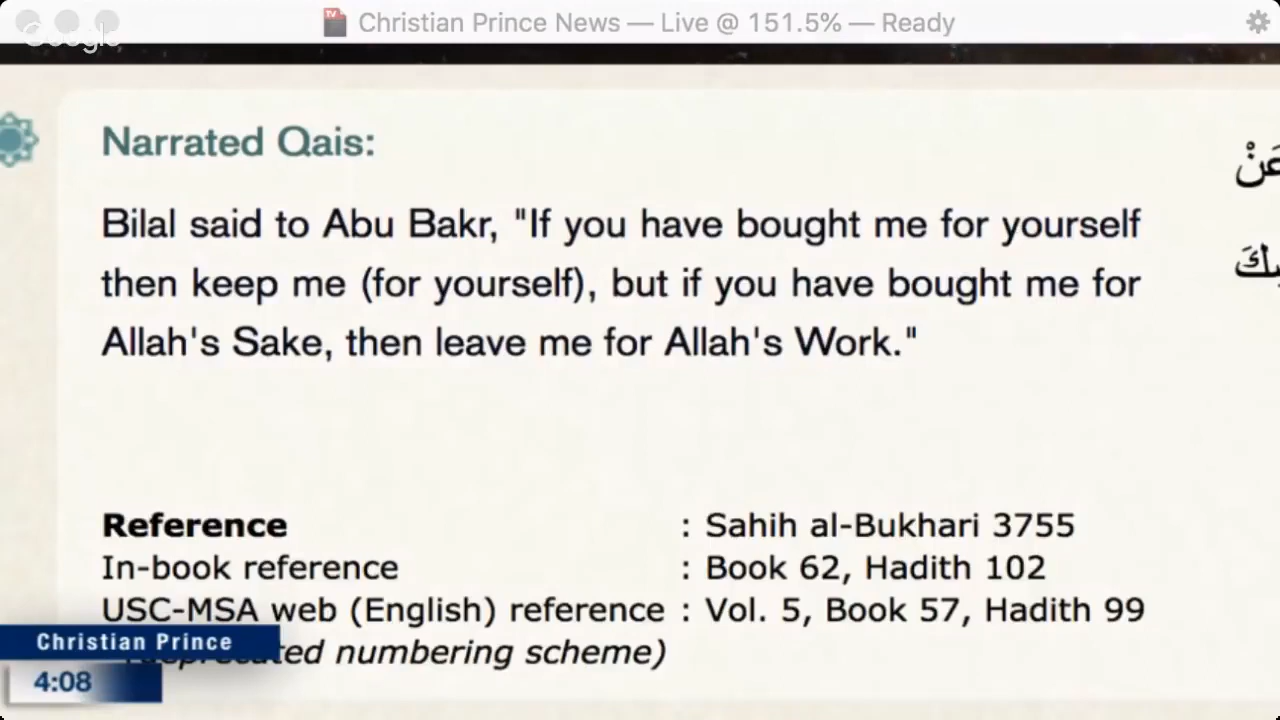 Christian Prince News — Live @ 151.5% — Ready
Google
Narrated Qais:
عَنْ
Bilal said to Abu Bakr, "If you have bought me for yourself
then keep me (for yourself), but if you have bought me for
Allah's Sake, then leave me for Allah's Work."
Reference : Sahih al-Bukhari 3755
In-book reference : Book 62, Hadith 102
USC-MSA web (English) reference : Vol. 5, Book 57, Hadith 99
numbering scheme)
Christian Prince
4:08